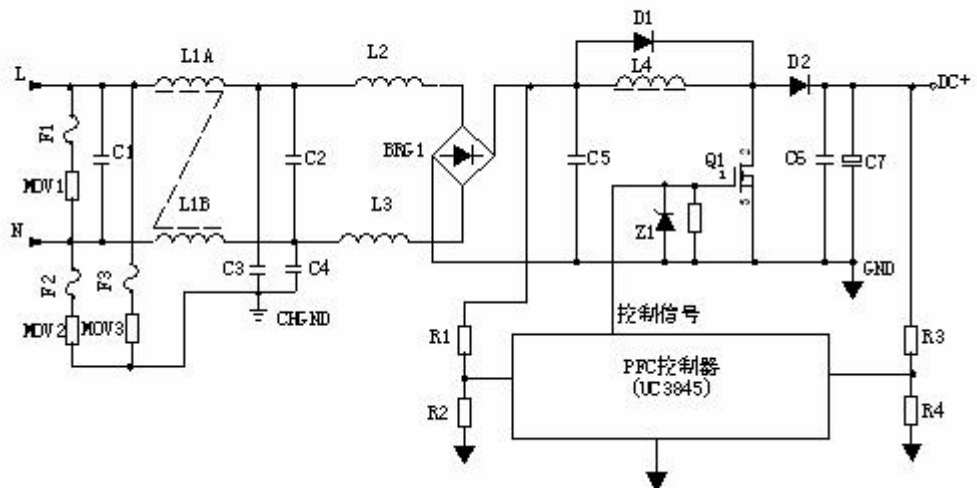 L
L1A
L2
D1
L4
D2
DC+
F1
C1
C2
BRG1
C5
Q1
1
2
S
C6
C7
MOV1
L1B
L3
Z1
N
F2
F3
C3
C4
CHGND
GND
MOV2
MOV3
控制信号
R1
R3
PFC控制器
(UC3845)
R2
R4